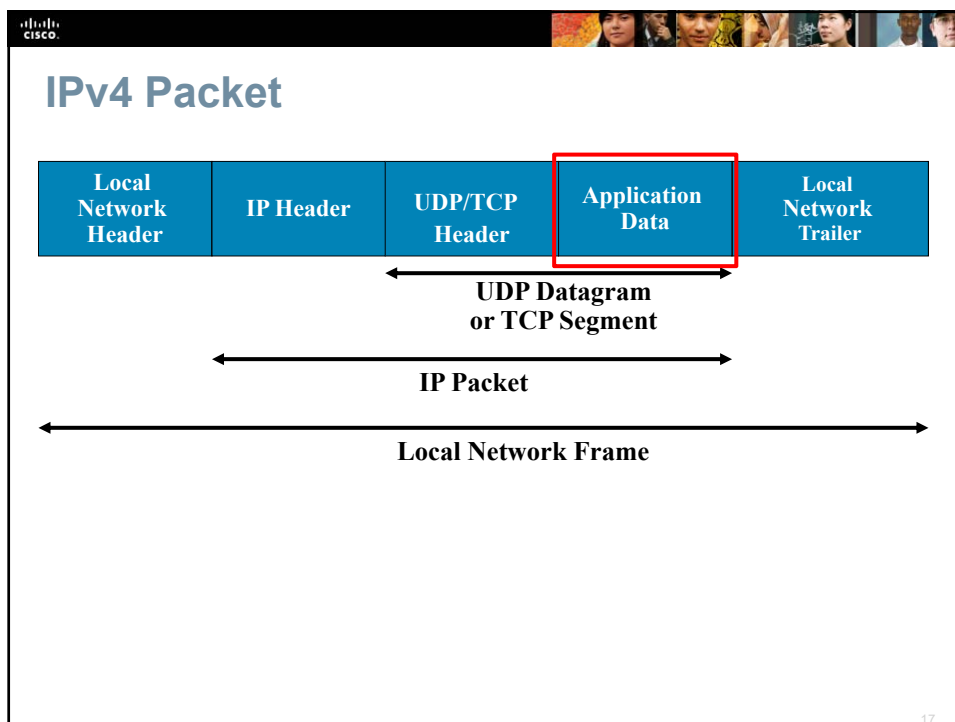 CISCO.
IPv4 Packet
Local
Network
Header
IP Header
UDP/TCP
Header
Application
Data
Local
Network
Trailer
UDP Datagram
or TCP Segment
IP Packet
Local Network Frame
17